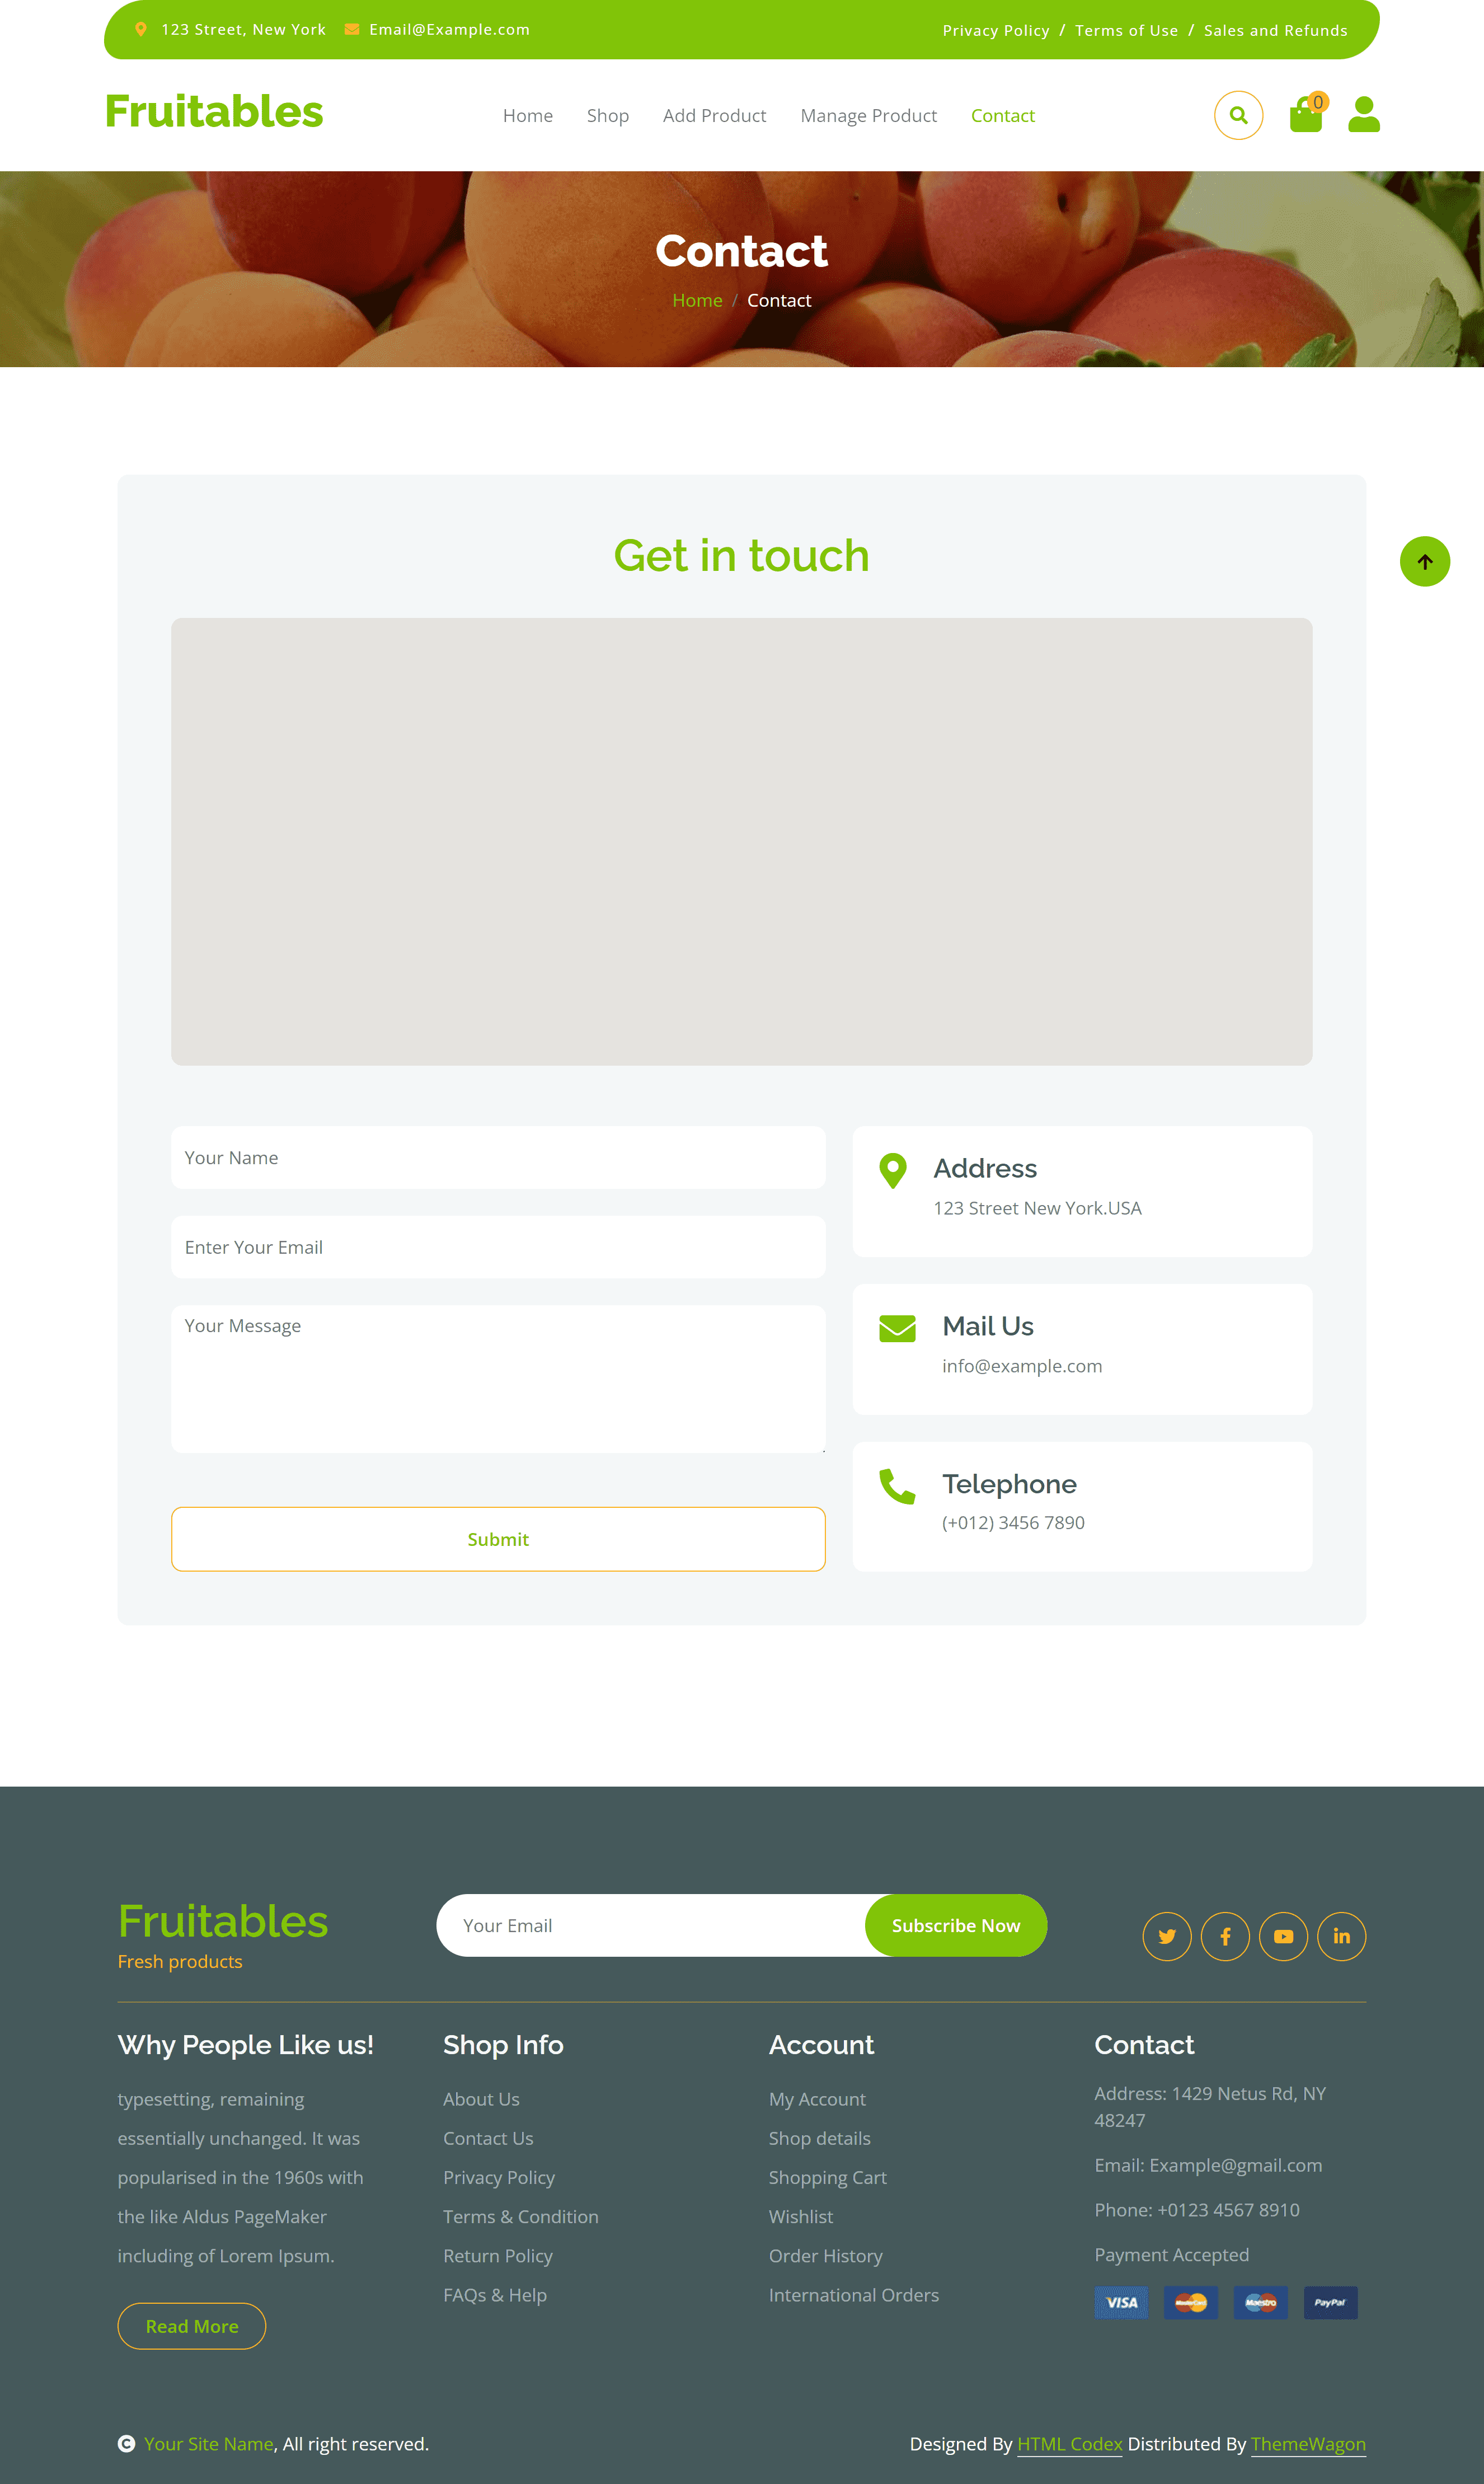 123 Street, New York Email@Example.com Privacy Policy / Terms of Use / Sales and Refunds
Fruitables Home Shop Add Product Manage Product Contact 0
Contact
Home / Contact
Get in touch
Your Name
Enter Your Email
Your Message
Submit
Address
123 Street New York.USA
Mail Us
info@example.com
Telephone
(+012) 3456 7890
Fruitables
Fresh products
Your Email Subscribe Now
Why People Like us!
typesetting, remaining
essentially unchanged. It was
popularised in the 1960s with
the like Aldus PageMaker
including of Lorem Ipsum.
Read More
Shop Info
About Us
Contact Us
Privacy Policy
Terms & Condition
Return Policy
FAQs & Help
Account
My Account
Shop details
Shopping Cart
Wishlist
Order History
International Orders
Contact
Address: 1429 Netus Rd, NY
48247
Email: Example@gmail.com
Phone: +0123 4567 8910
Payment Accepted
VISA MasterCard Maestro PayPal
Your Site Name, All right reserved. Designed By HTML Codex Distributed By ThemeWagon